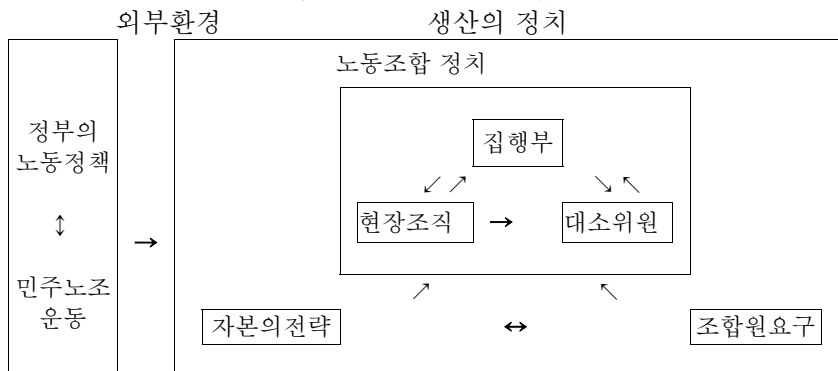 외부환경
생산의 정치
노동조합 정치
정부의
노동정책
집행부
↙ ↗
↘ ↖
↕
현장조직
→
대소위원
→
민주노조
운동
↗
↖
자본의전략
↔
조합원요구